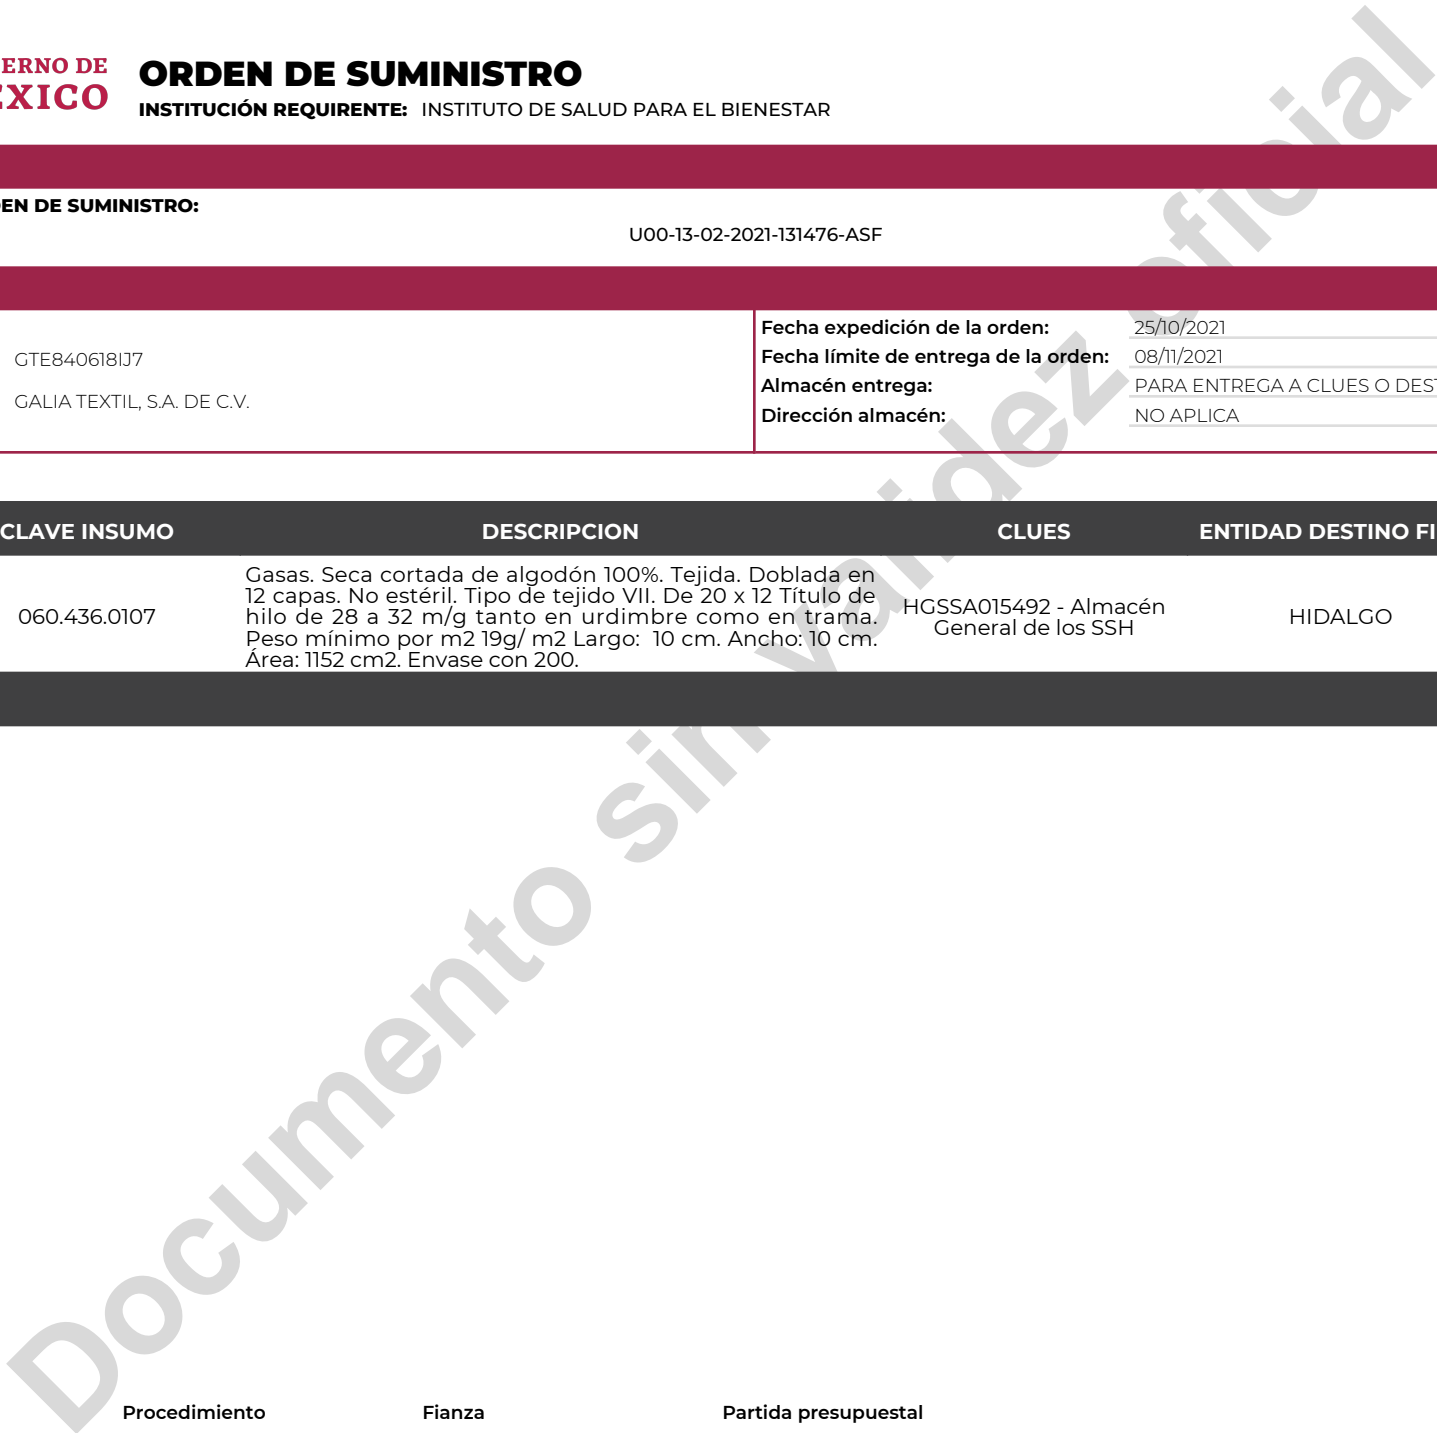 ERNO DE
EXICO
ORDEN DE SUMINISTRO
INSTITUCIÓN REQUIRENTE: INSTITUTO DE SALUD PARA EL BIENESTAR
EN DE SUMINISTRO:
U00-13-02-2021-131476-ASF
GTE840618IJ7
GALIA TEXTIL, S.A. DE C.V.
Fecha expedición de la orden: 25/10/2021
Fecha límite de entrega de la orden: 08/11/2021
Almacén entrega: PARA ENTREGA A CLUES O DEST
Dirección almacén: NO APLICA
CLAVE INSUMO DESCRIPCION CLUES ENTIDAD DESTINO FI
060.436.0107
Gasas. Seca cortada de algodón 100%. Tejida. Doblada en
12 capas. No estéril. Tipo de tejido VII. De 20 x 12 Título de
hilo de 28 a 32 m/g tanto en urdimbre como en trama.
Peso mínimo por m2 19g/ m2 Largo: 10 cm. Ancho: 10 cm.
Área: 1152 cm2. Envase con 200.
HGSSA015492 - Almacén
General de los SSH
HIDALGO
Documento sin validez oficial
Procedimiento Fianza Partida presupuestal